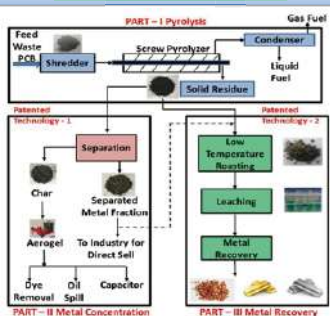 PART – I Pyrolysis
Gas Fuel
Feed
Waste
PCB
Shredder
Screw Pyrolyzer
Condenser
Liquid
Fuel
Solid Residue
Patented
Technology - 1
Patented
Technology -2
Separation
Char
Separated
Metal Fraction
Aerogel
To Industry for
Direct Sell
Dye
Removal
Oil
Spill
Capacitor
PART – II Metal Concentration
Low
Temperature
Roasting
Leaching
Metal
Recovery
PART – III Metal Recovery